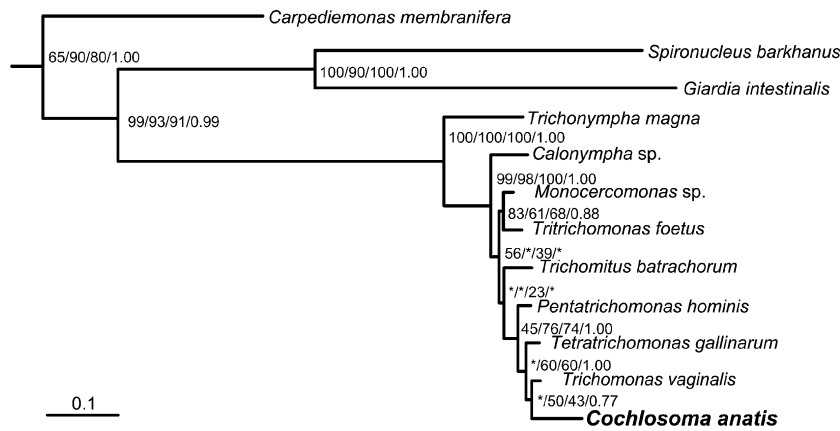 Carpediemonas membranifera
65/90/80/1.00
Spironucleus barkhanus
100/90/100/1.00
Giardia intestinalis
99/93/91/0.99
Trichonympha magna
100/100/100/1.00
Calonympha sp.
99/98/100/1.00
Monocercomonas sp.
83/61/68/0.88
Tritrichomonas foetus
56/*/39/*
Trichomitus batrachorum
*/*/23/*
Pentatrichomonas hominis
45/76/74/1.00
Tetratrichomonas gallinarum
*/60/60/1.00
Trichomonas vaginalis
*/50/43/0.77
0.1
Cochlosoma anatis